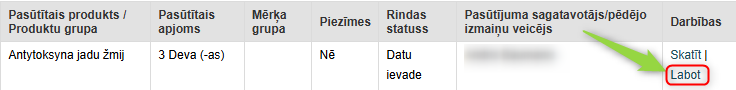 Pasūtītais produkts / Produktu grupa
Pasūtītais apjoms
Mērķa grupa
Piezīmes
Rindas statuss
Pasūtījuma sagatavotājs/pēdējo izmaiņu veicējs
Darbības
Antytoksyna jadu żmij
3 Deva (-as)
Nē
Datu ievade
Skatīt |
Labot